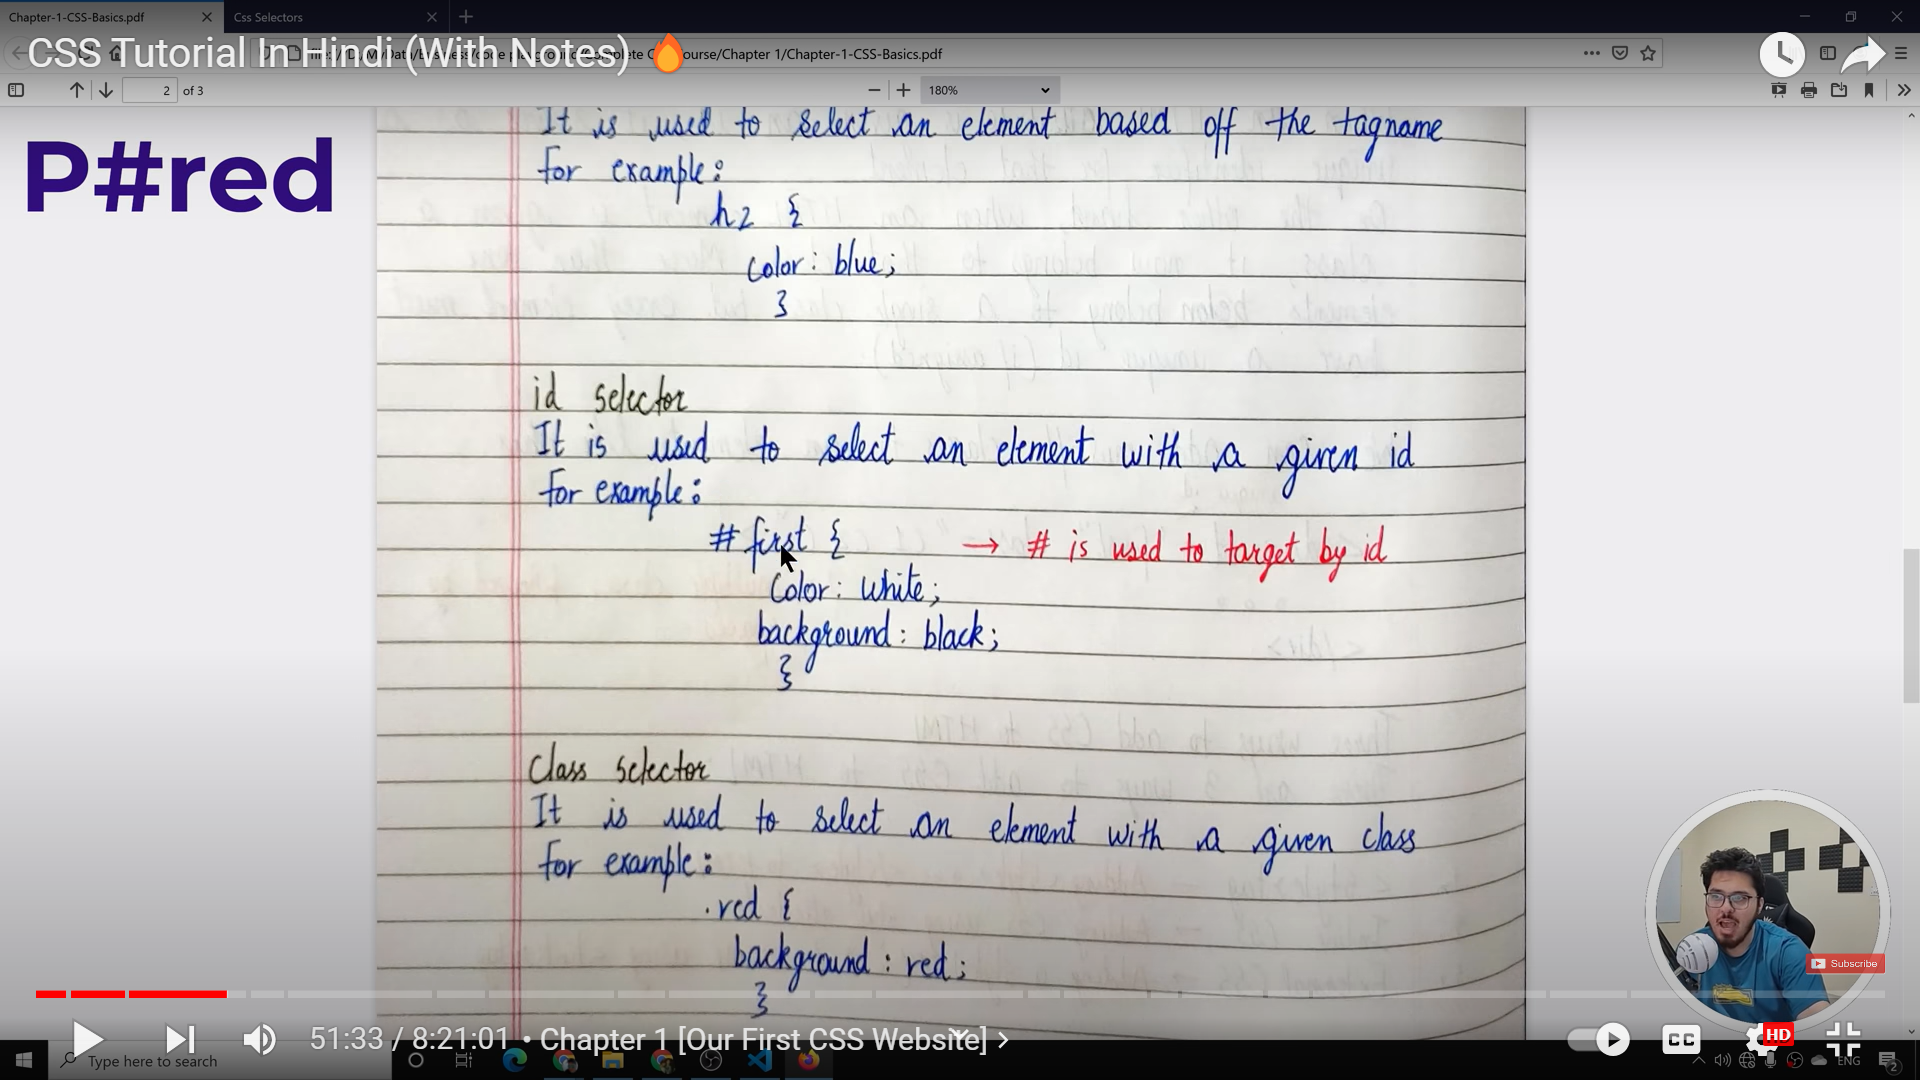 Chapter-1-CSS-Basics.pdf
Css Selectors
CSS Tutorial In Hindi (With Notes) 🔥
Course/Chapter 1/Chapter-1-CSS-Basics.pdf
2 of 3
180%
P#red
It is used to select an element based off the tagname
for example:
h2 {
color: blue;
}
id selector
It is used to select an element with a given id
for example:
# first { → # is used to target by id
color: white;
background: black;
}
Class selector
It is used to select an element with a given class
for example:
.red {
background: red;
}
Subscribe
51:33 / 8:21:01 • Chapter 1 [Our First CSS Website] >
CC
HD
Type here to search
ENG
2